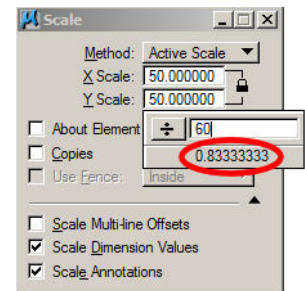 Scale
Method: Active Scale
X Scale: 50.000000
Y Scale: 50.000000
About Element ÷ 60
Copies 0.83333333
Use Fence: Inside
Scale Multi-line Offsets
Scale Dimension Values
Scale Annotations